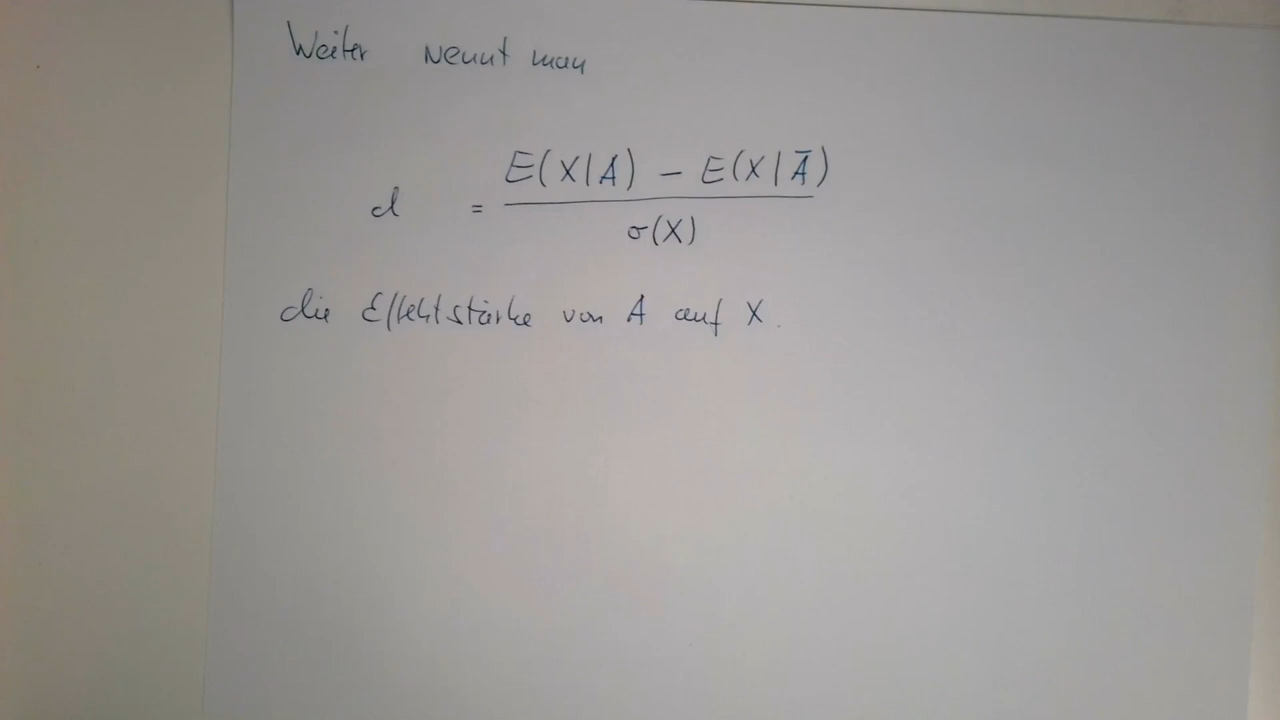 Weiter nennt man
d = E(X|A) − E(X|Ā) / σ(X)
die Effektstärke von A auf X.